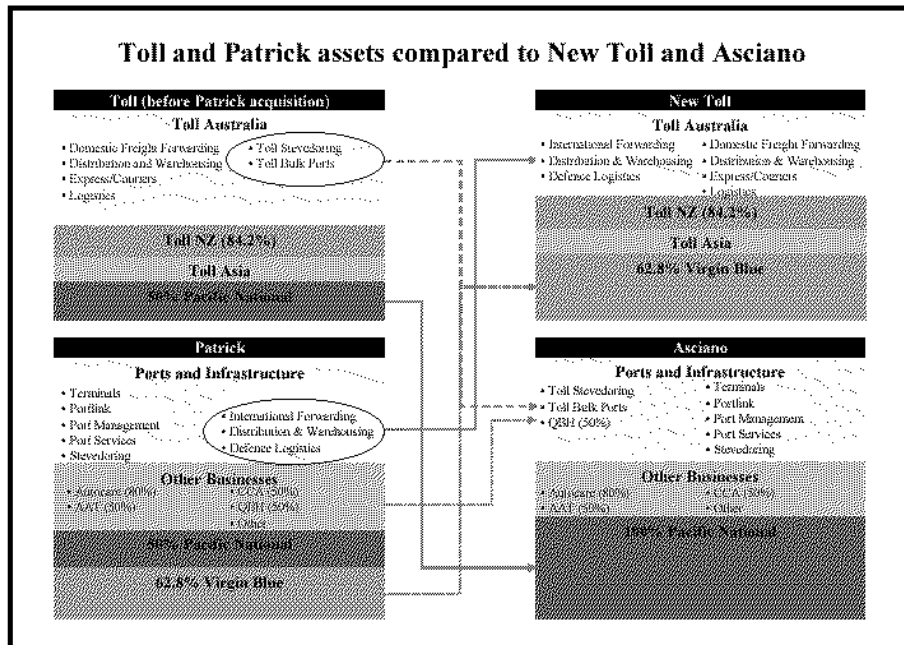 Toll and Patrick assets compared to New Toll and Asciano
Toll (before Patrick acquisition)
Toll Australia
• Domestic Freight Forwarding
• Distribution and Warehousing
• Express/Couriers
• Logistics
• Toll Stevedoring
• Toll Bulk Ports
Toll NZ (84.2%)
Toll Asia
50% Pacific National
New Toll
Toll Australia
• International Forwarding
• Distribution & Warehousing
• Defence Logistics
• Domestic Freight Forwarding
• Distribution & Warehousing
• Express/Couriers
• Logistics
Toll NZ (84.2%)
Toll Asia
62.8% Virgin Blue
Patrick
Ports and Infrastructure
• Terminals
• Portlink
• Port Management
• Port Services
• Stevedoring
• International Forwarding
• Distribution & Warehousing
• Defence Logistics
Other Businesses
• Autocare (80%)
• AAT (50%)
• CCA (50%)
• QBH (50%)
• Other
50% Pacific National
62.8% Virgin Blue
Asciano
Ports and Infrastructure
• Toll Stevedoring
• Toll Bulk Ports
• QBH (50%)
• Terminals
• Portlink
• Port Management
• Port Services
• Stevedoring
Other Businesses
• Autocare (80%)
• AAT (50%)
• CCA (50%)
• Other
100% Pacific National